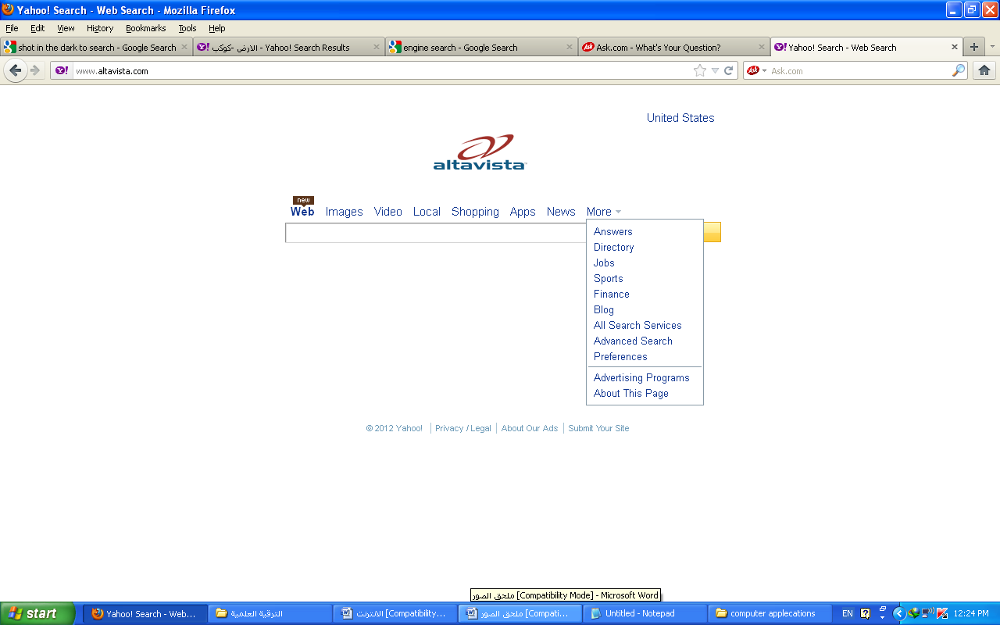 Yahoo! Search - Web Search - Mozilla Firefox
File Edit View History Bookmarks Tools Help
shot in the dark to search - Google Search
الارض -كوكب - Yahoo! Search Results
engine search - Google Search
Ask.com - What's Your Question?
Yahoo! Search - Web Search
www.altavista.com
Ask
Ask.com
United States
altavista
new
Web Images Video Local Shopping Apps News More
Answers
Directory
Jobs
Sports
Finance
Blog
All Search Services
Advanced Search
Preferences
Advertising Programs
About This Page
© 2012 Yahoo! Privacy / Legal About Our Ads Submit Your Site
ملحق الصور [Compatibility Mode] - Microsoft Word
start
Yahoo! Search - Web...
الترقية العلمية
الانترنت [Compatibility...
ملحق الصور [Compati...
Untitled - Notepad
computer applecations
EN
12:24 PM